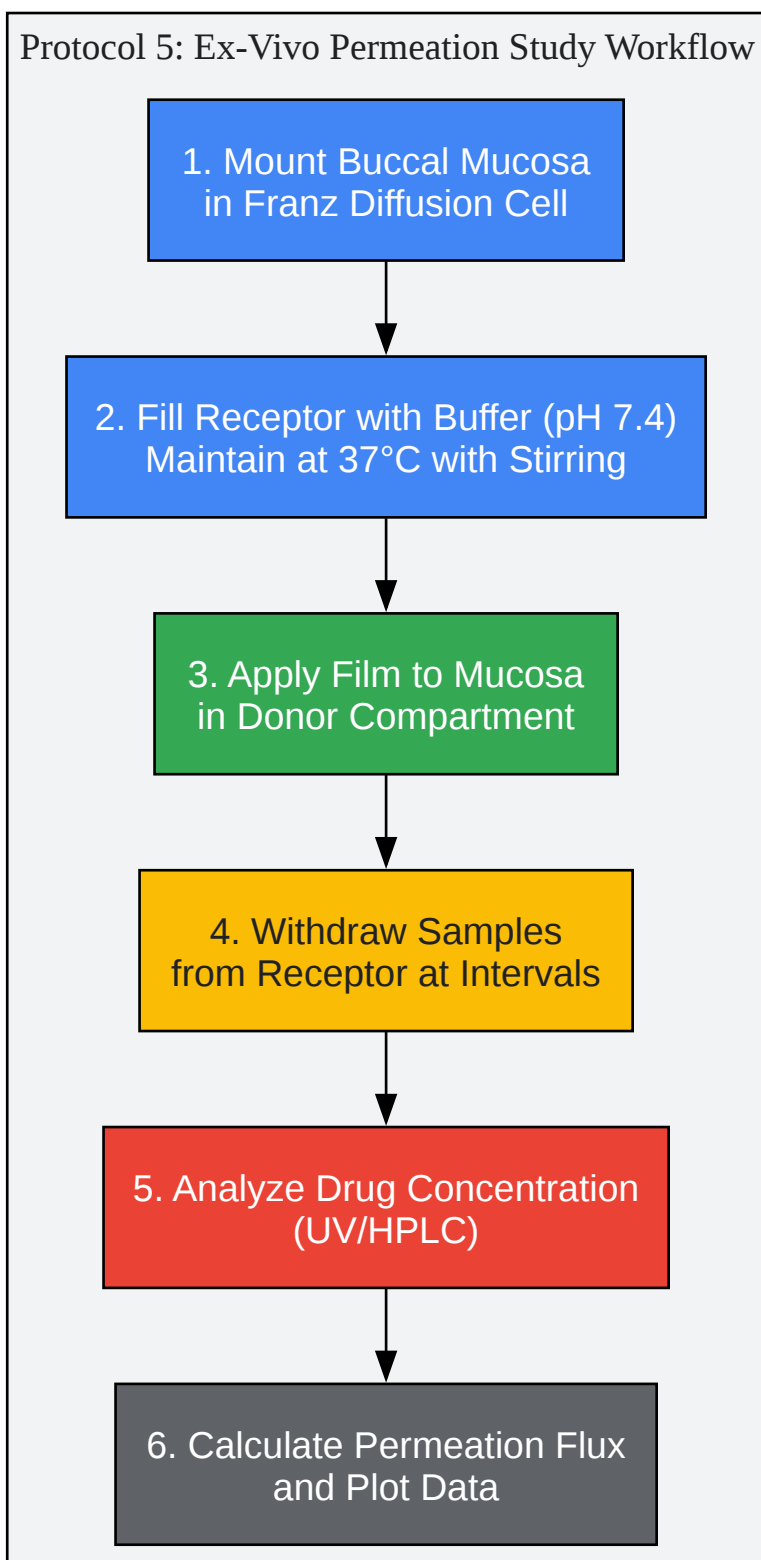 Protocol 5: Ex-Vivo Permeation Study Workflow
1. Mount Buccal Mucosa
in Franz Diffusion Cell
2. Fill Receptor with Buffer (pH 7.4)
Maintain at 37°C with Stirring
3. Apply Film to Mucosa
in Donor Compartment
4. Withdraw Samples
from Receptor at Intervals
5. Analyze Drug Concentration
(UV/HPLC)
6. Calculate Permeation Flux
and Plot Data